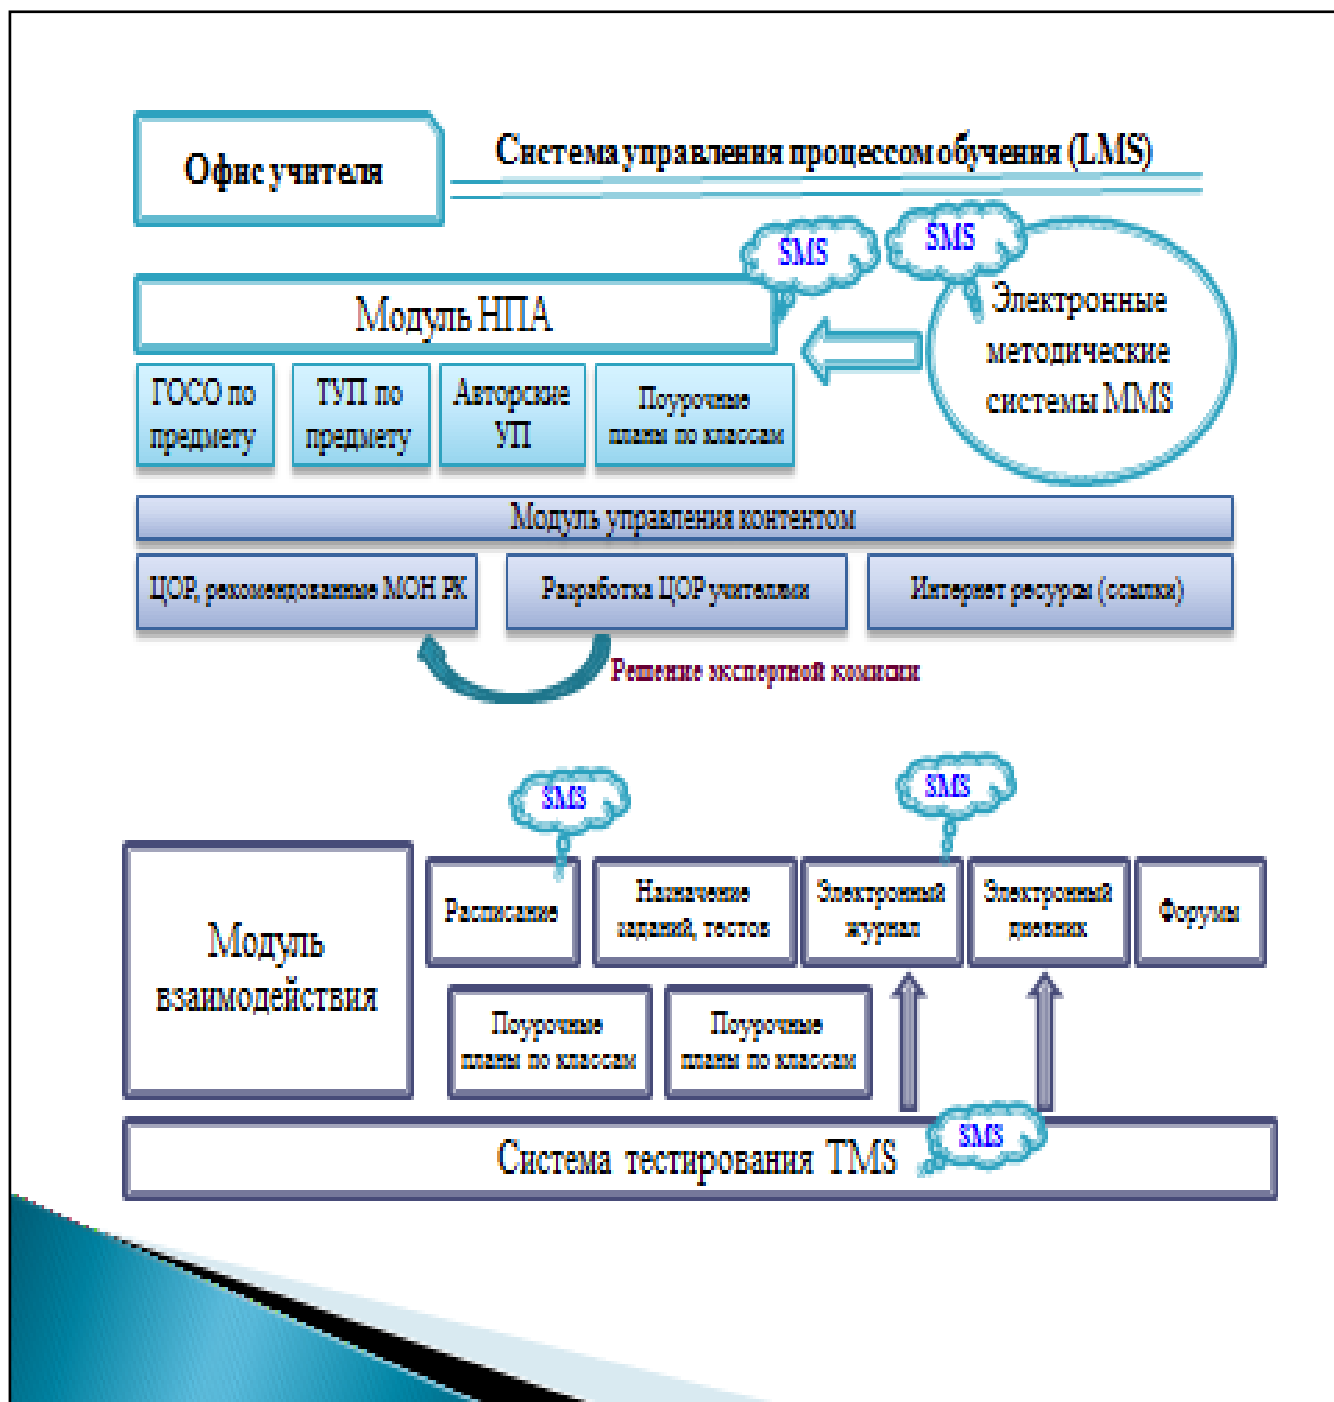 Офис учителя
Система управления процессом обучения (LMS)
SMS
SMS
Модуль НПА
Электронные
методические
системы MMS
ГОСО по
предмету
ТУП по
предмету
Авторские
УП
Поурочные
планы по классам
Модуль управления контентом
ЦОР, рекомендованные МОН РК
Разработка ЦОР учителями
Интернет ресурсы (ссылки)
Решение экспертной комисии
SMS
SMS
Модуль
взаимодействия
Расписание
Назначение
заданий, тестов
Электронный
журнал
Электронный
дневник
Форумы
Поурочные
планы по классам
Поурочные
планы по классам
SMS
Система тестирования TMS